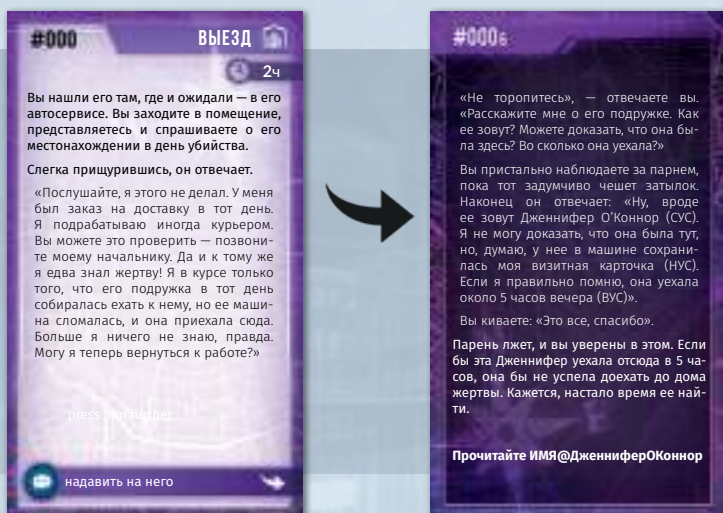 #000
ВЫЕЗД
2ч
Вы нашли его там, где и ожидали — в его
автосервисе. Вы заходите в помещение,
представляетесь и спрашиваете о его
местонахождении в день убийства.
Слегка прищурившись, он отвечает.
«Послушайте, я этого не делал. У меня
был заказ на доставку в тот день.
Я подрабатываю иногда курьером.
Вы можете это проверить — позвони-
те моему начальнику. Да и к тому же
я едва знал жертву! Я в курсе только
того, что его подружка в тот день
собиралась ехать к нему, но ее маши-
на сломалась, и она приехала сюда.
Больше я ничего не знаю, правда.
Могу я теперь вернуться к работе?»
press him further
надавить на него
#000б
«Не торопитесь», — отвечаете вы.
«Расскажите мне о его подружке. Как
ее зовут? Можете доказать, что она бы-
ла здесь? Во сколько она уехала?»
Вы пристально наблюдаете за парнем,
пока тот задумчиво чешет затылок.
Наконец он отвечает: «Ну, вроде
ее зовут Дженнифер О’Коннор (СУС).
Я не могу доказать, что она была тут,
но, думаю, у нее в машине сохрани-
лась моя визитная карточка (НУС).
Если я правильно помню, она уехала
около 5 часов вечера (ВУС)».
Вы киваете: «Это все, спасибо».
Парень лжет, и вы уверены в этом. Если
бы эта Дженнифер уехала отсюда в 5 ча-
сов, она бы не успела доехать до дома
жертвы. Кажется, настало время ее най-
ти.
Прочитайте ИМЯ@ДженниферОКоннор